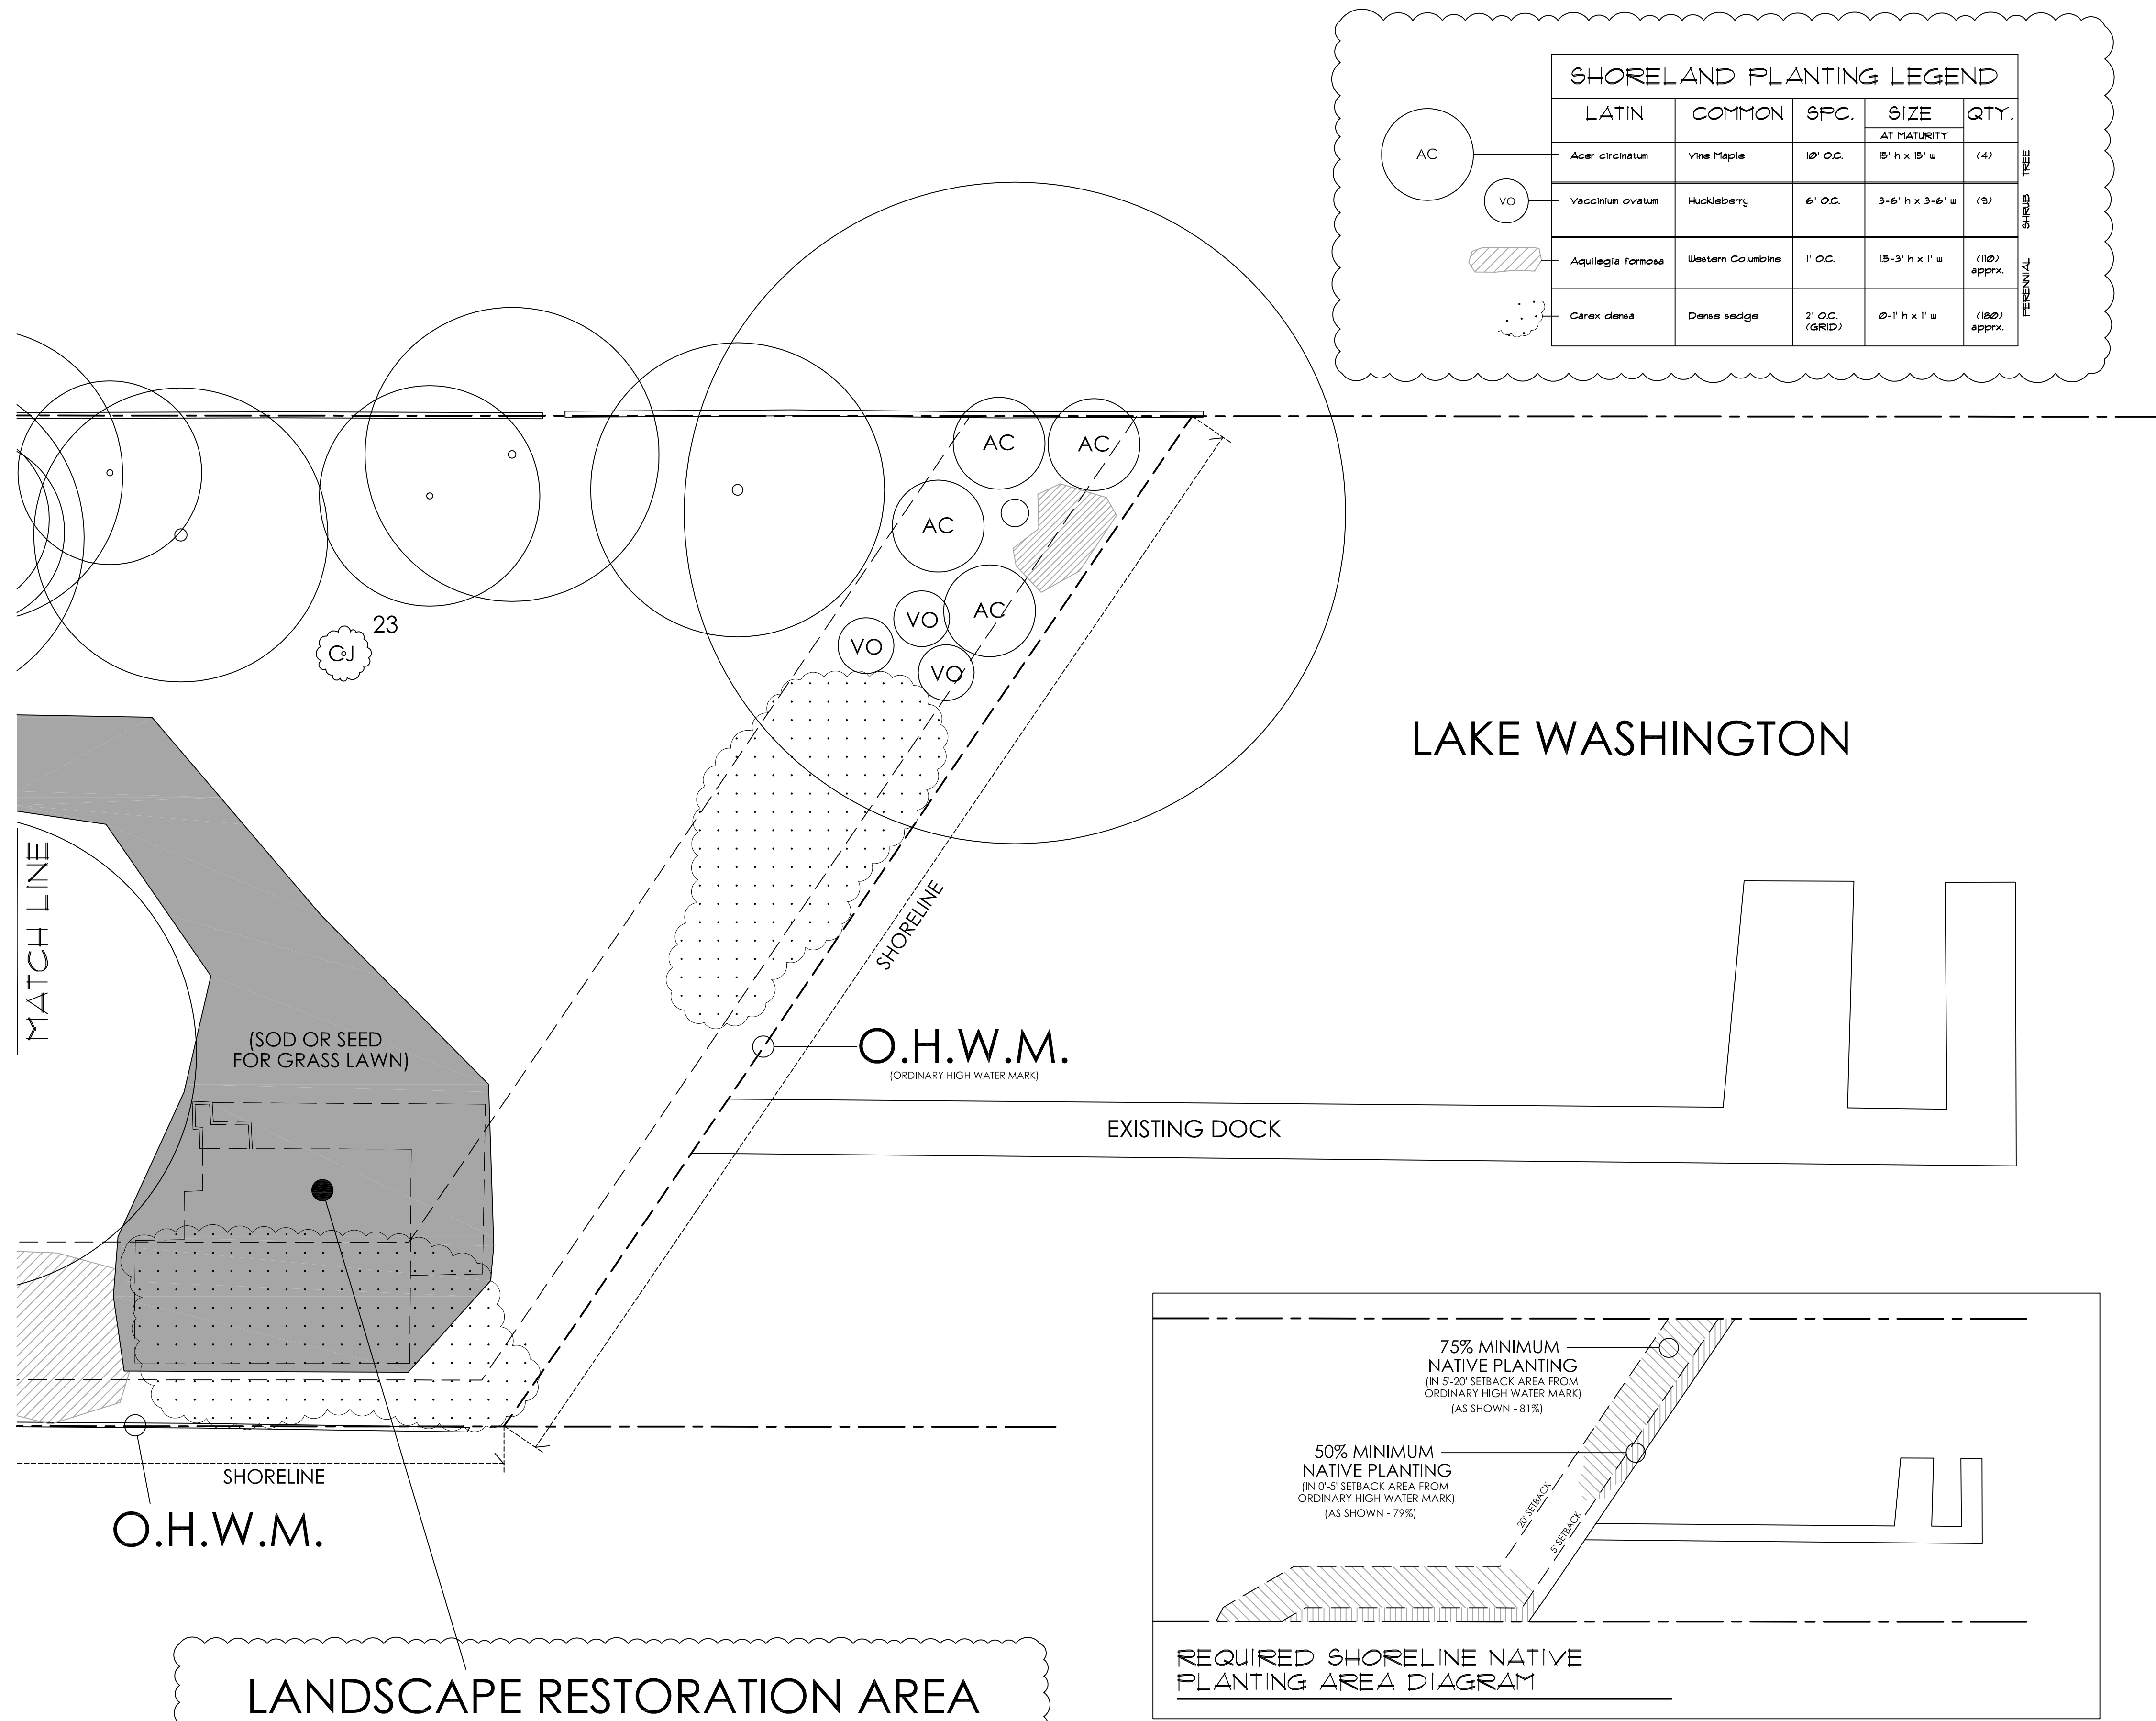 SHORELAND PLANTING LEGEND
LATIN COMMON SPC. SIZE QTY.
AT MATURITY
AC Acer circinatum Vine Maple 10' O.C. 15' h x 15' w (4) TREE
VO Vaccinium ovatum Huckleberry 6' O.C. 3-6' h x 3-6' w (9) SHRUB
Aquilegia formosa Western Columbine 1' O.C. 1.5-3' h x 1' w (110)
apprx.
PERENNIAL
Carex densa Dense sedge 2' O.C. 0-1' h x 1' w (180)
(GRID) apprx.
AC AC
AC
AC
VO
VO
VO
23
CJ
LAKE WASHINGTON
MATCH LINE
SHORELINE
(SOD OR SEED
FOR GRASS LAWN)
O.H.W.M.
(ORDINARY HIGH WATER MARK)
EXISTING DOCK
SHORELINE
O.H.W.M.
LANDSCAPE RESTORATION AREA
75% MINIMUM
NATIVE PLANTING
(IN 5'-20' SETBACK AREA FROM
ORDINARY HIGH WATER MARK)
(AS SHOWN - 81%)
50% MINIMUM
NATIVE PLANTING
(IN 0'-5' SETBACK AREA FROM
ORDINARY HIGH WATER MARK)
(AS SHOWN - 79%)
20' SETBACK
5' SETBACK
REQUIRED SHORELINE NATIVE
PLANTING AREA DIAGRAM